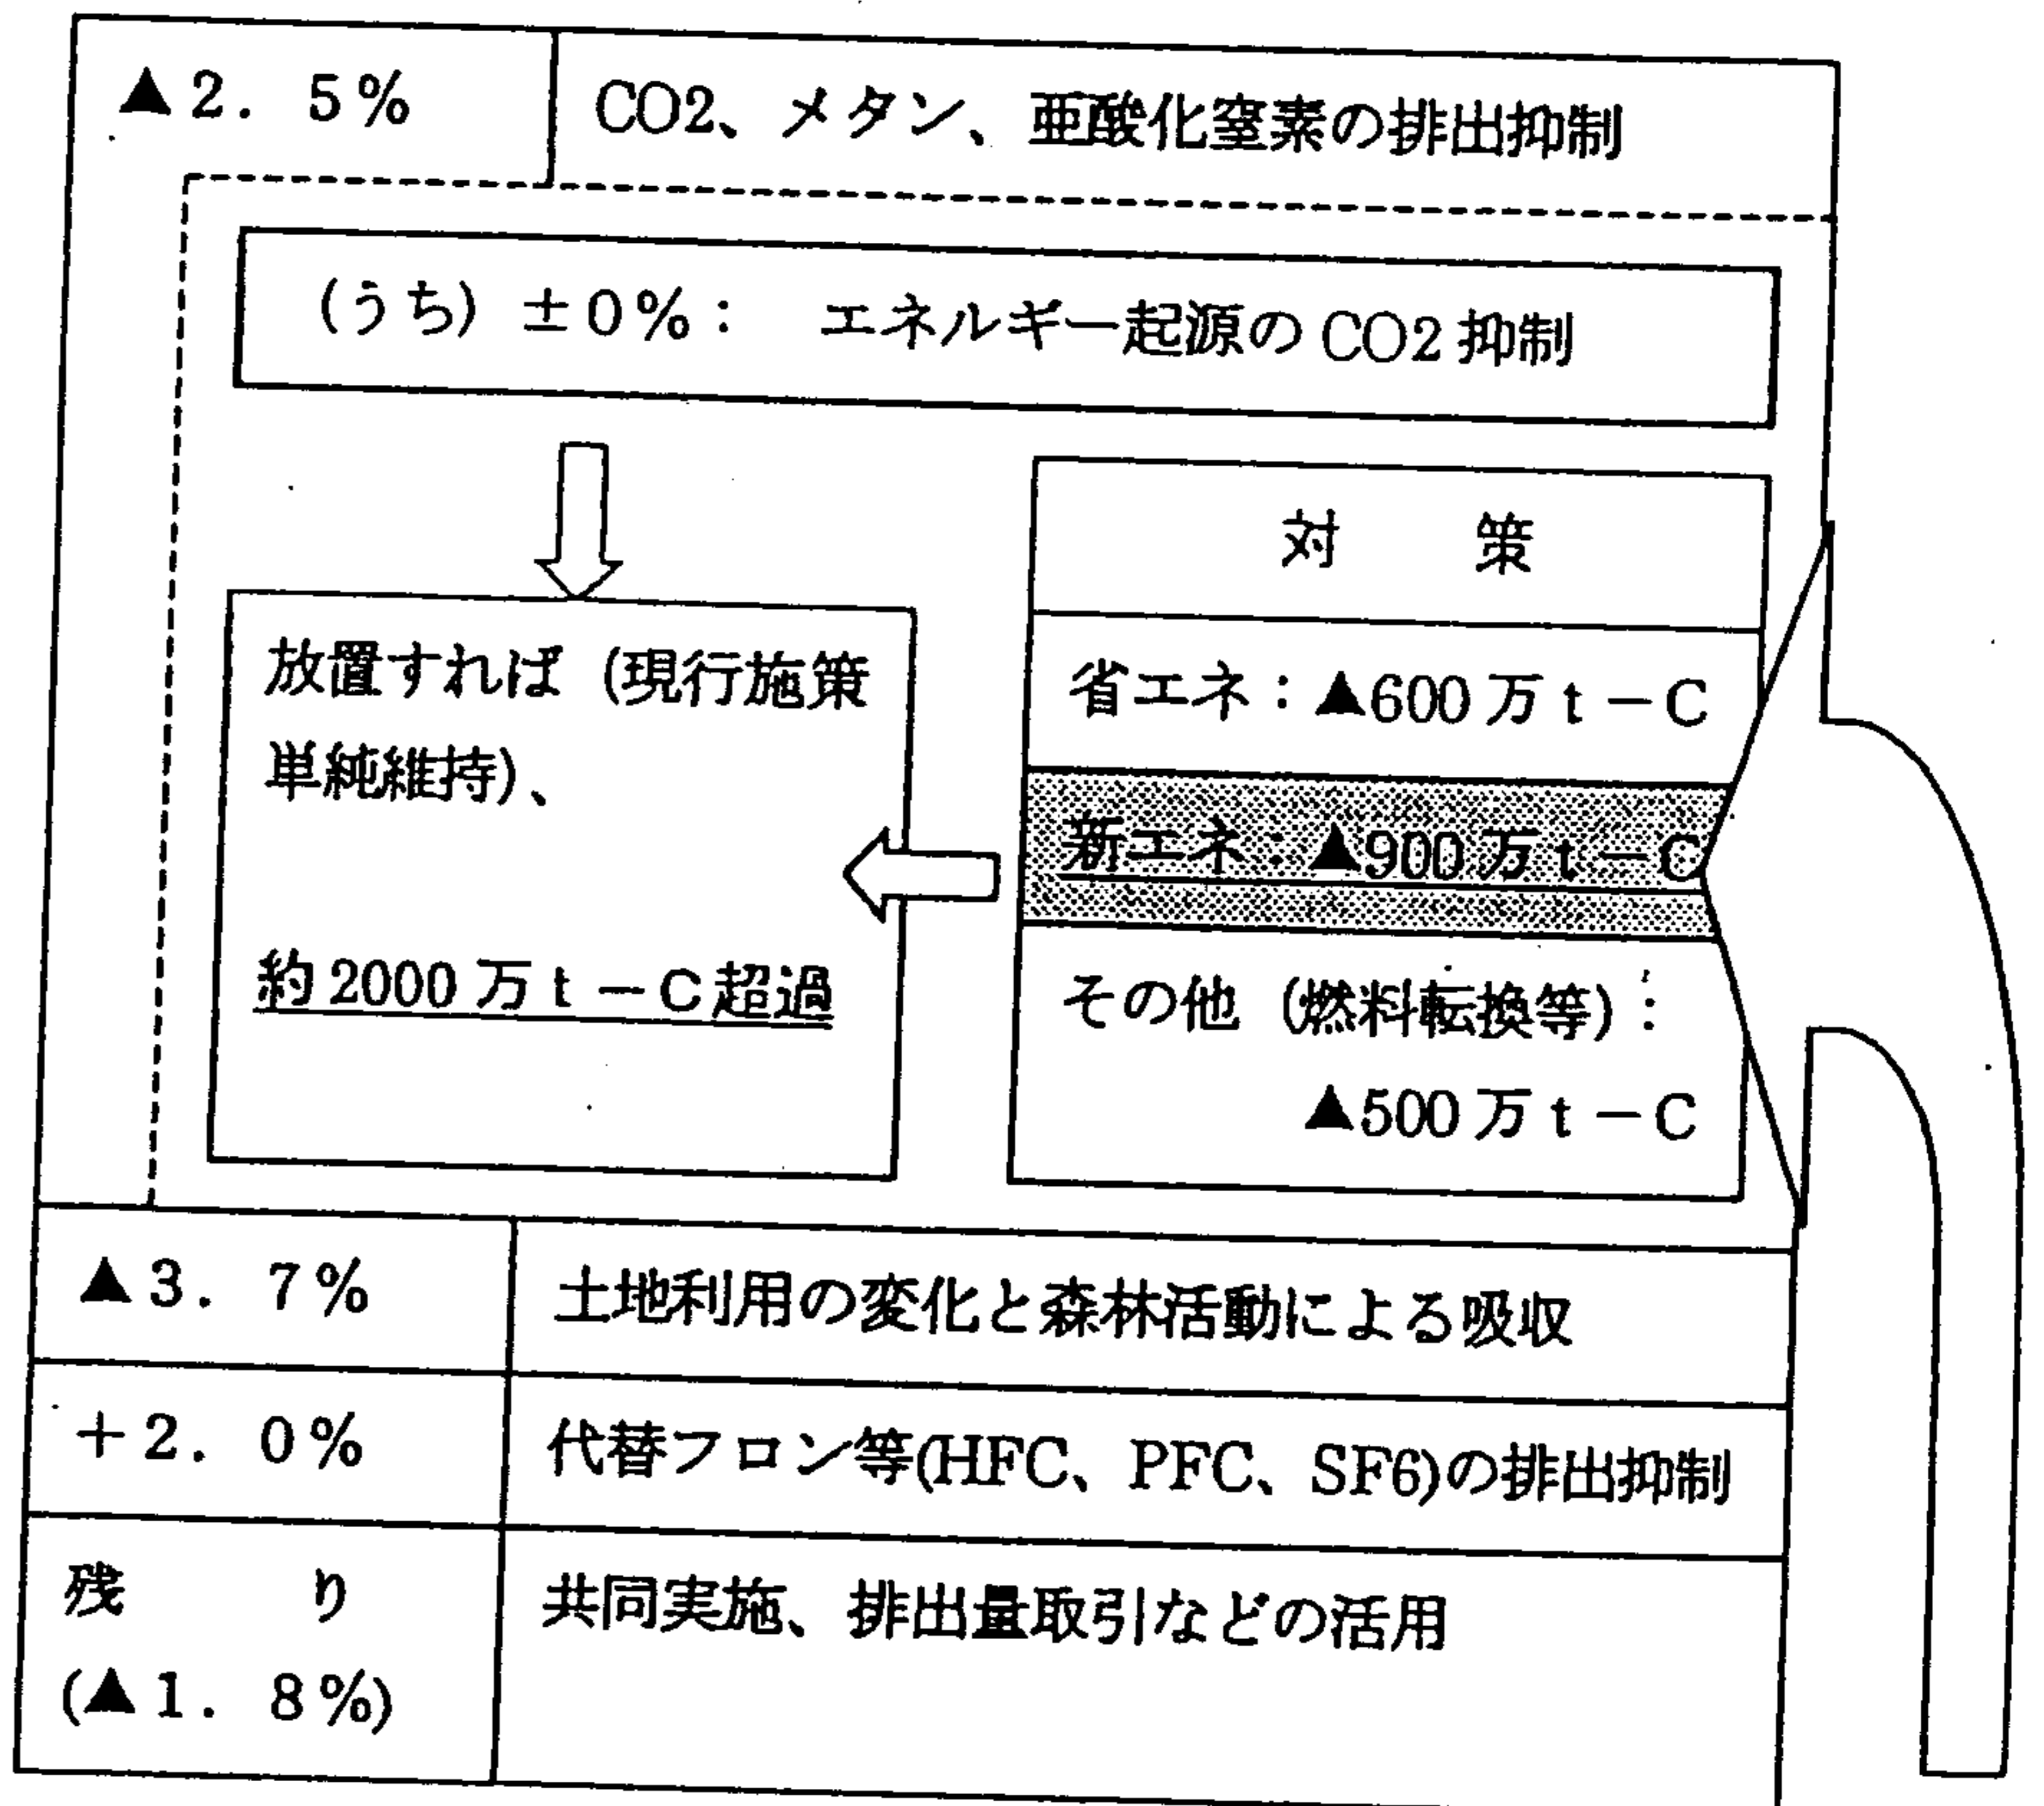 ▲2．5%
CO2、メタン、亜酸化窒素の排出抑制
(うち) ±0%： エネルギー起源のCO2抑制
放置すれば (現行施策
単純維持)、
約2000万t－C超過
対　　策
省エネ：▲600万t－C
新エネ：▲900万t－C
その他 (燃料転換等)：
▲500万t－C
▲3．7%
土地利用の変化と森林活動による吸収
＋2．0%
代替フロン等(HFC、PFC、SF6)の排出抑制
残　　り
(▲1．8%)
共同実施、排出量取引などの活用